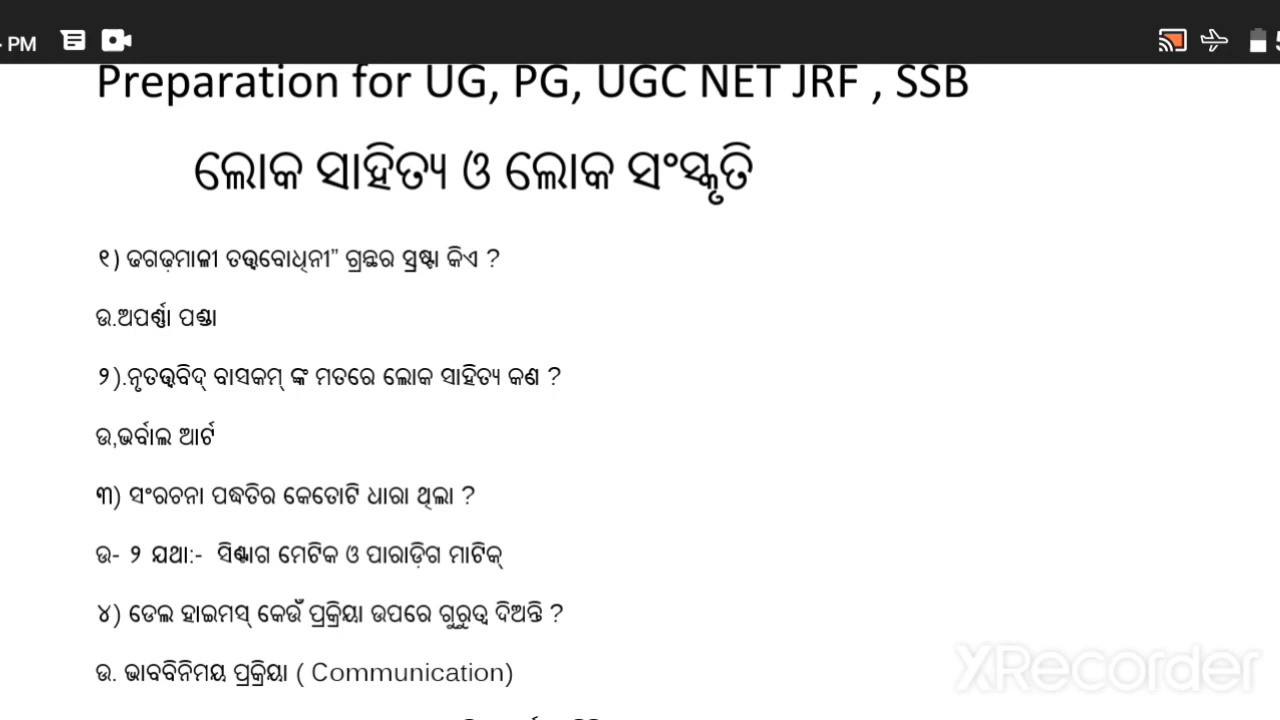 PM
Preparation for UG, PG, UGC NET JRF , SSB
ଲୋକ ସାହିତ୍ୟ ଓ ଲୋକ ସଂସ୍କୃତି
୧) ଢଗଢ଼ମାଳୀ ତତ୍ତ୍ୱବୋଧିନୀ” ଗ୍ରନ୍ଥର ସ୍ରଷ୍ଟା କିଏ ?
ଉ.ଅପର୍ଣ୍ଣା ପଣ୍ଡା
୨).ନୃତତ୍ତ୍ୱବିଦ୍ ବାସକମ୍ ଙ୍କ ମତରେ ଲୋକ ସାହିତ୍ୟ କଣ ?
ଉ,ଭର୍ବାଲ ଆର୍ଟ
୩) ସଂରଚନା ପଦ୍ଧତିର କେତୋଟି ଧାରା ଥିଲା ?
ଉ- ୨ ଯଥା:- ସିଣ୍ଟାଗ ମେଟିକ ଓ ପାରାଡ଼ିଗ ମାଟିକ୍
୪) ଡେଲ ହାଇମସ୍ କେଉଁ ପ୍ରକ୍ରିୟା ଉପରେ ଗୁରୁତ୍ୱ ଦିଅନ୍ତି ?
ଉ. ଭାବବିନିମୟ ପ୍ରକ୍ରିୟା ( Communication)
XRecorder